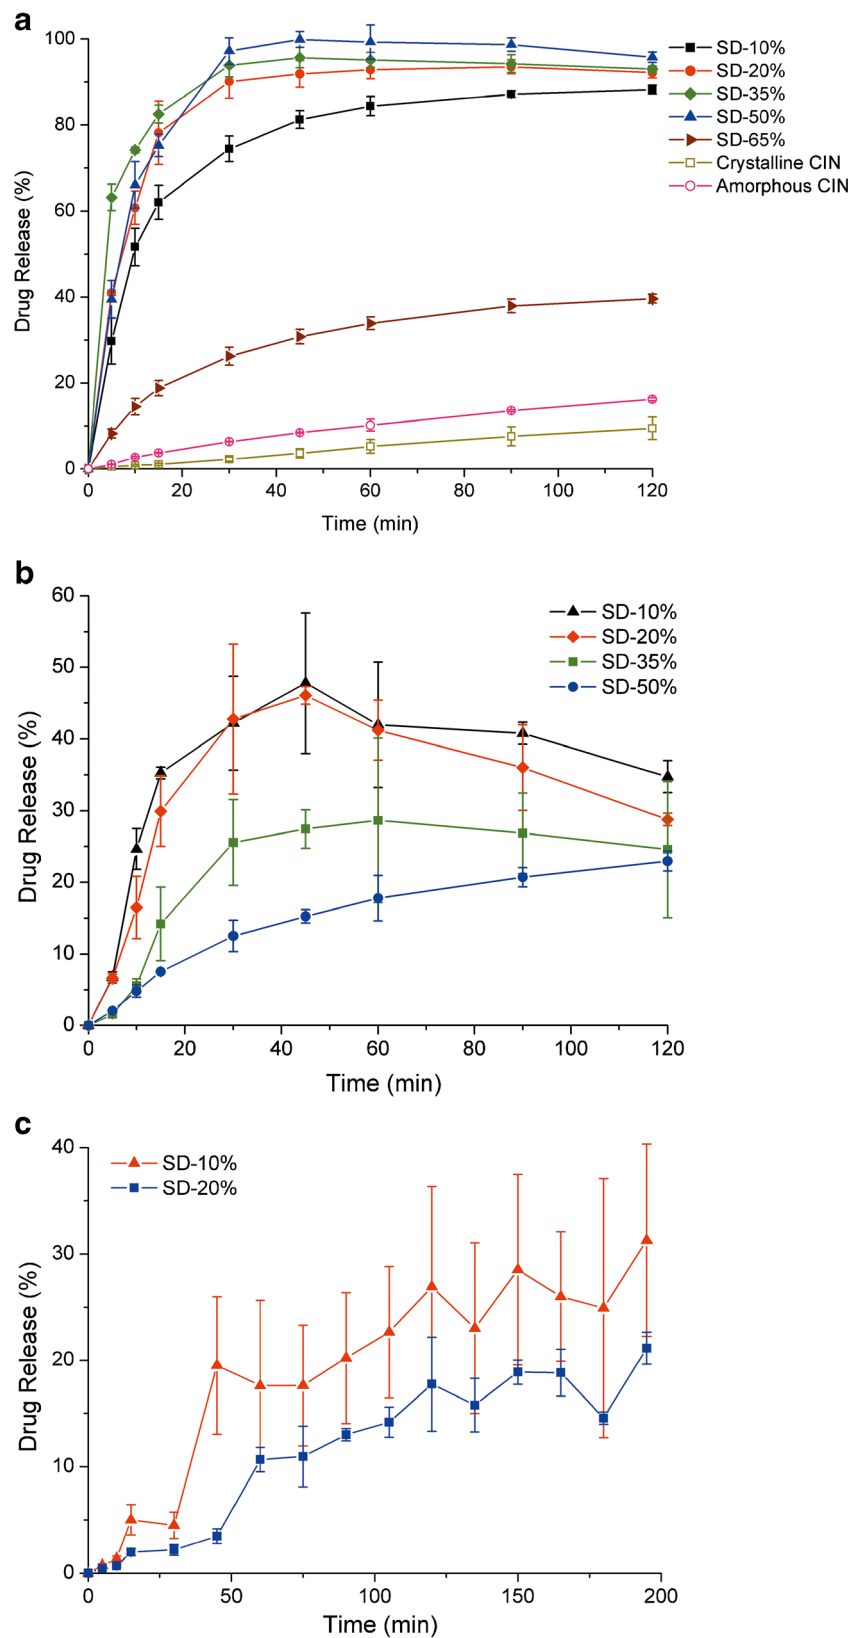 a
SD-10%
SD-20%
SD-35%
SD-50%
SD-65%
Crystalline CIN
Amorphous CIN
100
80
60
40
20
0
Drug Release (%)
0 20 40 60 80 100 120
Time (min)
b
SD-10%
SD-20%
SD-35%
SD-50%
60
50
40
30
20
10
0
Drug Release (%)
0 20 40 60 80 100 120
Time (min)
c
SD-10%
SD-20%
40
30
20
10
0
Drug Release (%)
0 50 100 150 200
Time (min)